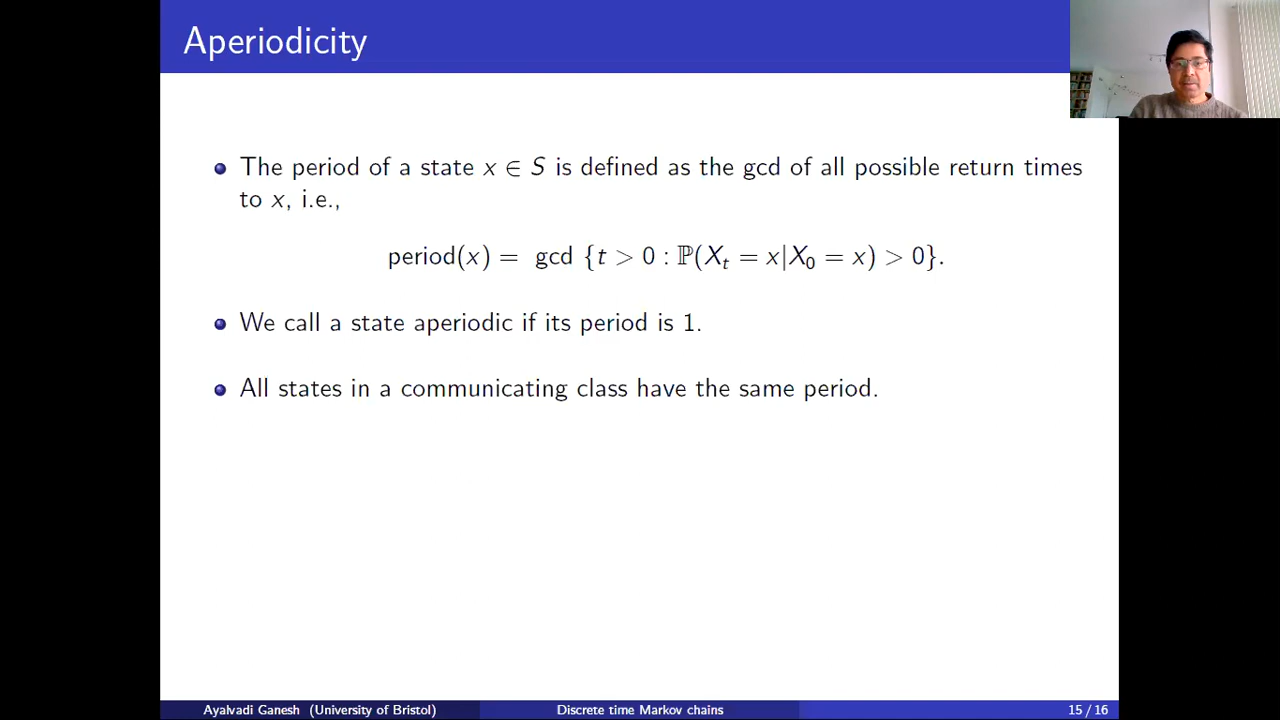 Aperiodicity
The period of a state x ∈ S is defined as the gcd of all possible return times
to x, i.e.,
period(x) = gcd {t > 0 : ℙ(X_t = x|X_0 = x) > 0}.
We call a state aperiodic if its period is 1.
All states in a communicating class have the same period.
Ayalvadi Ganesh (University of Bristol) Discrete time Markov chains 15 / 16